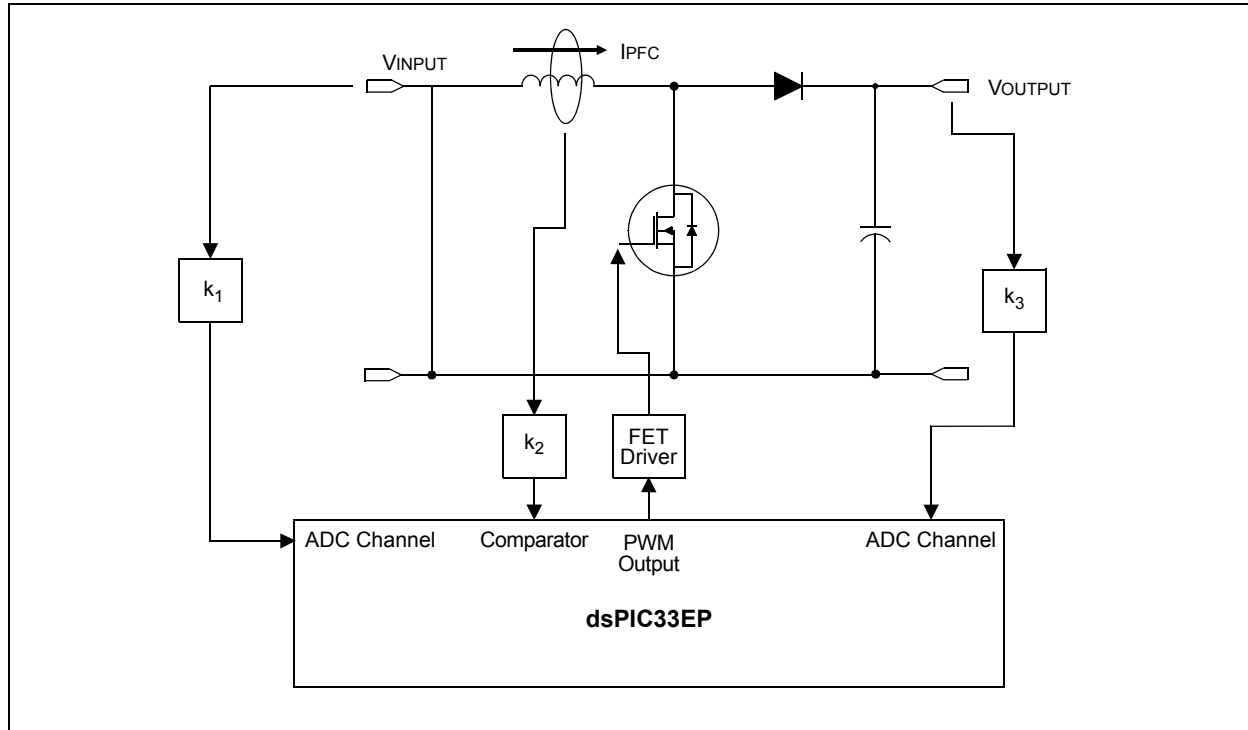 IPFC
VINPUT
VOUTPUT
k1
k3
k2
FET
Driver
ADC Channel
Comparator
PWM
Output
ADC Channel
dsPIC33EP